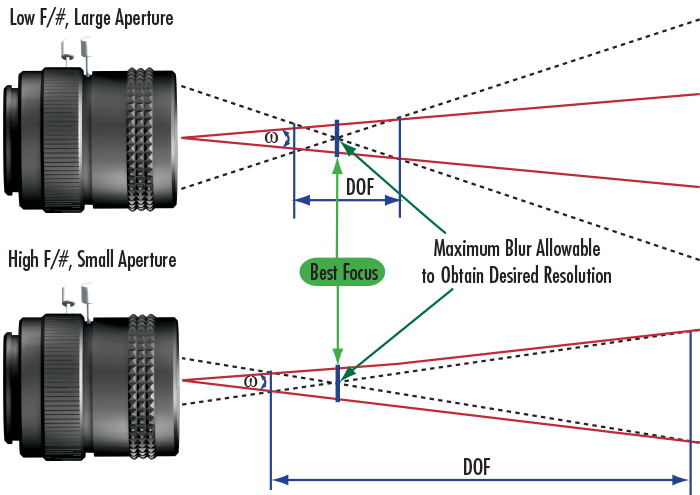 Low F/#, Large Aperture
ω
DOF
High F/#, Small Aperture
Best Focus
Maximum Blur Allowable
to Obtain Desired Resolution
ω
DOF